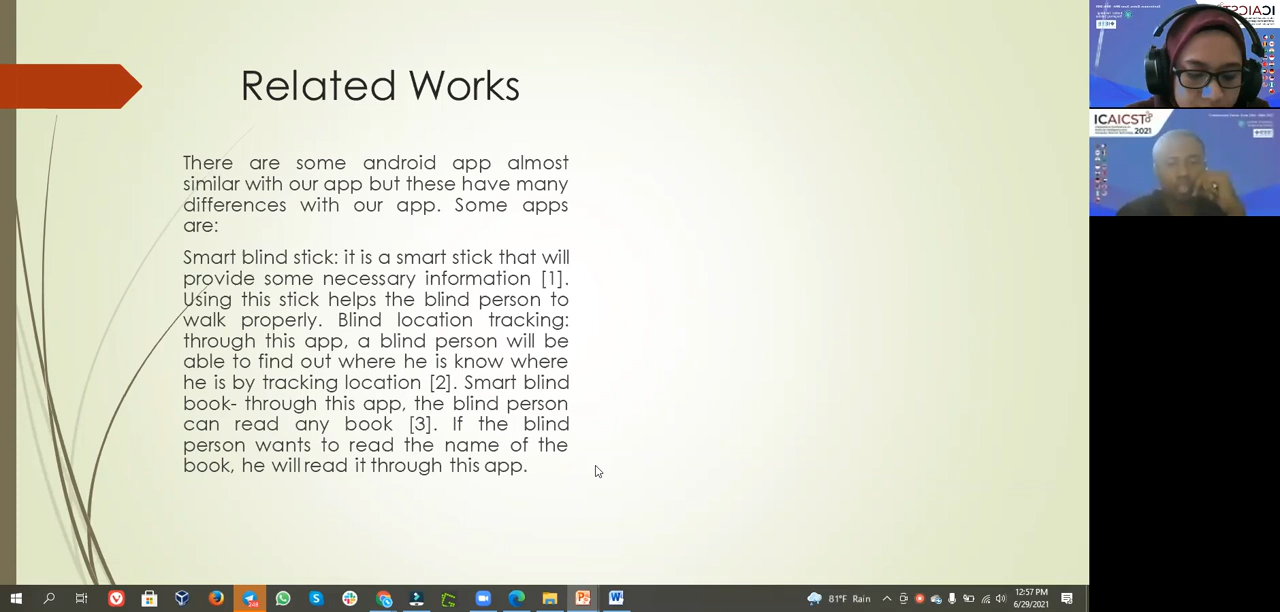 Related Works
There are some android app almost
similar with our app but these have many
differences with our app. Some apps
are:
Smart blind stick: it is a smart stick that will
provide some necessary information [1].
Using this stick helps the blind person to
walk properly. Blind location tracking:
through this app, a blind person will be
able to find out where he is know where
he is by tracking location [2]. Smart blind
book- through this app, the blind person
can read any book [3]. If the blind
person wants to read the name of the
book, he will read it through this app.
ICAICST
ICAICST
2021
81°F Rain
12:57 PM
6/29/2021